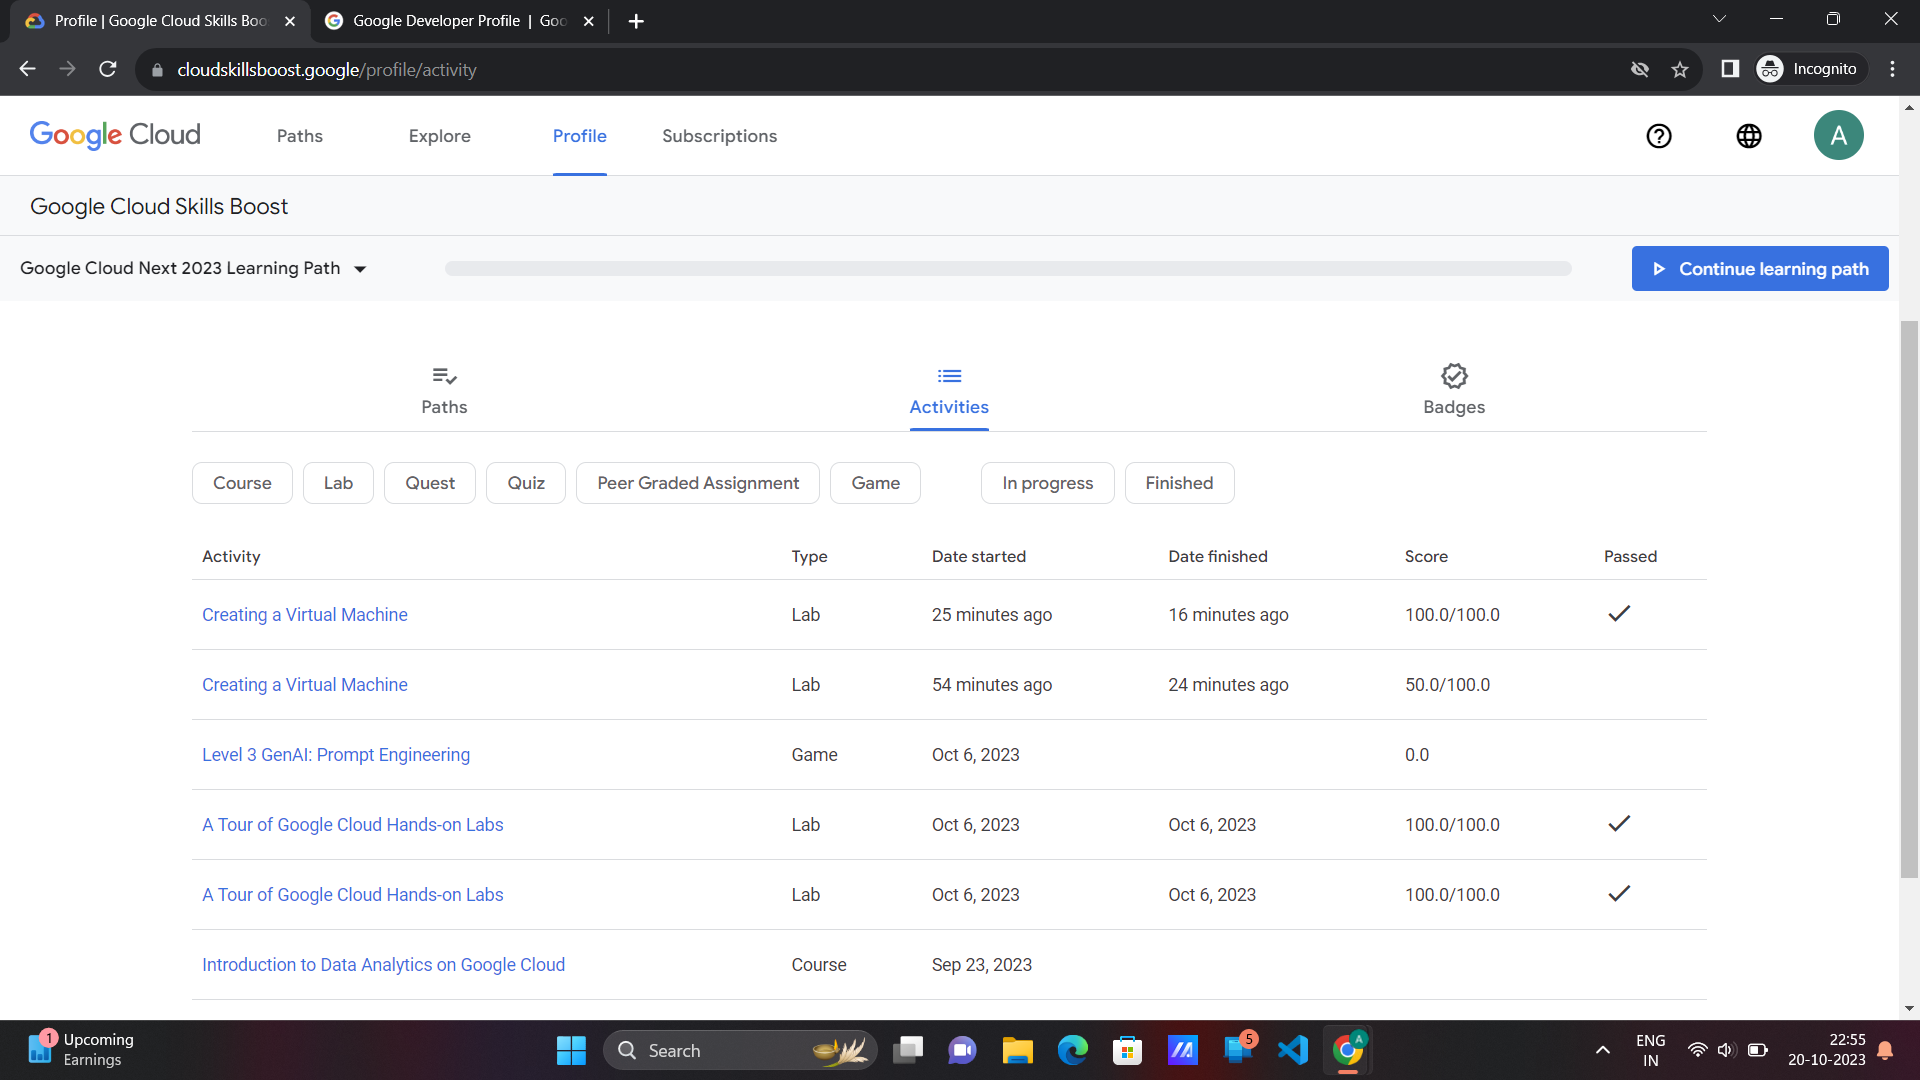 Profile | Google Cloud Skills Boo
Google Developer Profile | Goo
cloudskillsboost.google/profile/activity
Incognito
Google Cloud Paths Explore Profile Subscriptions A
Google Cloud Skills Boost
Google Cloud Next 2023 Learning Path Continue learning path
Paths Activities Badges
Course Lab Quest Quiz Peer Graded Assignment Game In progress Finished
Activity Type Date started Date finished Score Passed
Creating a Virtual Machine Lab 25 minutes ago 16 minutes ago 100.0/100.0
Creating a Virtual Machine Lab 54 minutes ago 24 minutes ago 50.0/100.0
Level 3 GenAI: Prompt Engineering Game Oct 6, 2023 0.0
A Tour of Google Cloud Hands-on Labs Lab Oct 6, 2023 Oct 6, 2023 100.0/100.0
A Tour of Google Cloud Hands-on Labs Lab Oct 6, 2023 Oct 6, 2023 100.0/100.0
Introduction to Data Analytics on Google Cloud Course Sep 23, 2023
1 Upcoming
Earnings
Search
5
A
ENG
IN
22:55
20-10-2023